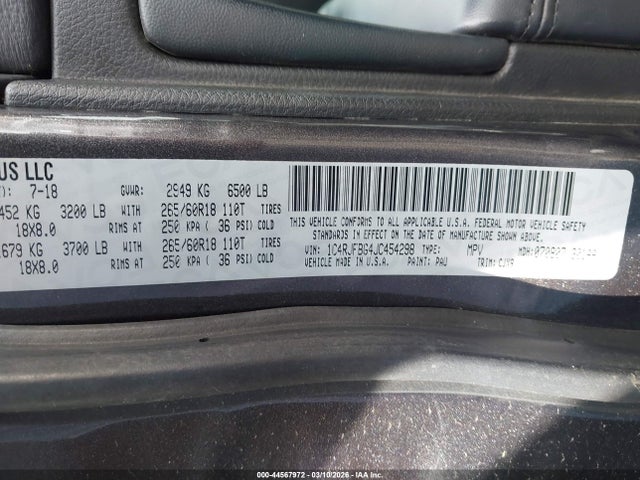 US LLC
): 7-18 GVWR: 2949 KG 6500 LB
452 KG 3200 LB WITH 265/60R18 110T TIRES
18X8.0 RIMS AT 250 KPA ( 36 PSI) COLD
679 KG 3700 LB WITH 265/60R18 110T TIRES
18X8.0 RIMS AT 250 KPA ( 36 PSI) COLD
THIS VEHICLE CONFORMS TO ALL APPLICABLE U.S.A. FEDERAL MOTOR VEHICLE SAFETY
STANDARDS IN EFFECT ON THE DATE OF MANUFACTURE SHOWN ABOVE.
VIN: 1C4RJFBG4JC454298 TYPE: MPV MDH:
VEHICLE MADE IN U.S.A. PAINT: PAU TRIM:
000-44567972 - 03/10/2026 - COPYRIGHT IAA, LLC